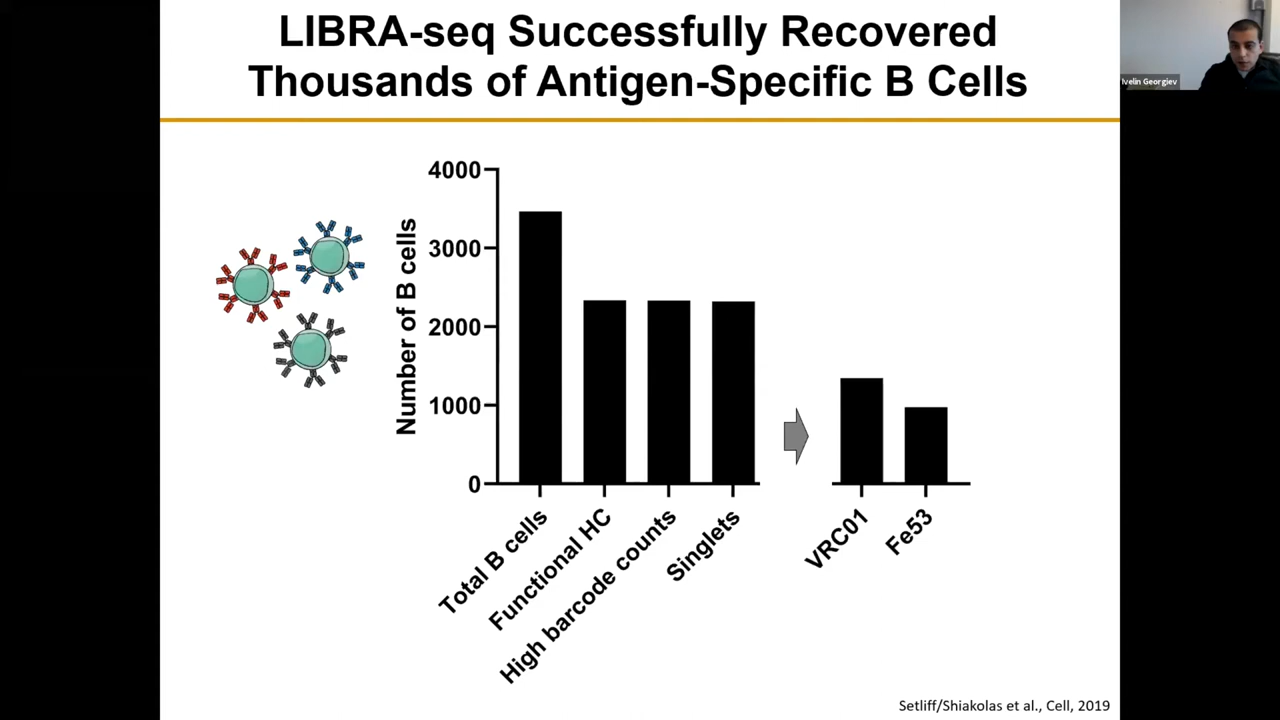 LIBRA-seq Successfully Recovered
Thousands of Antigen-Specific B Cells
Ivelin Georgiev
Number of B cells
4000
3000
2000
1000
0
Total B cells
Functional HC
High barcode counts
Singlets
VRC01
Fe53
Setliff/Shiakolas et al., Cell, 2019